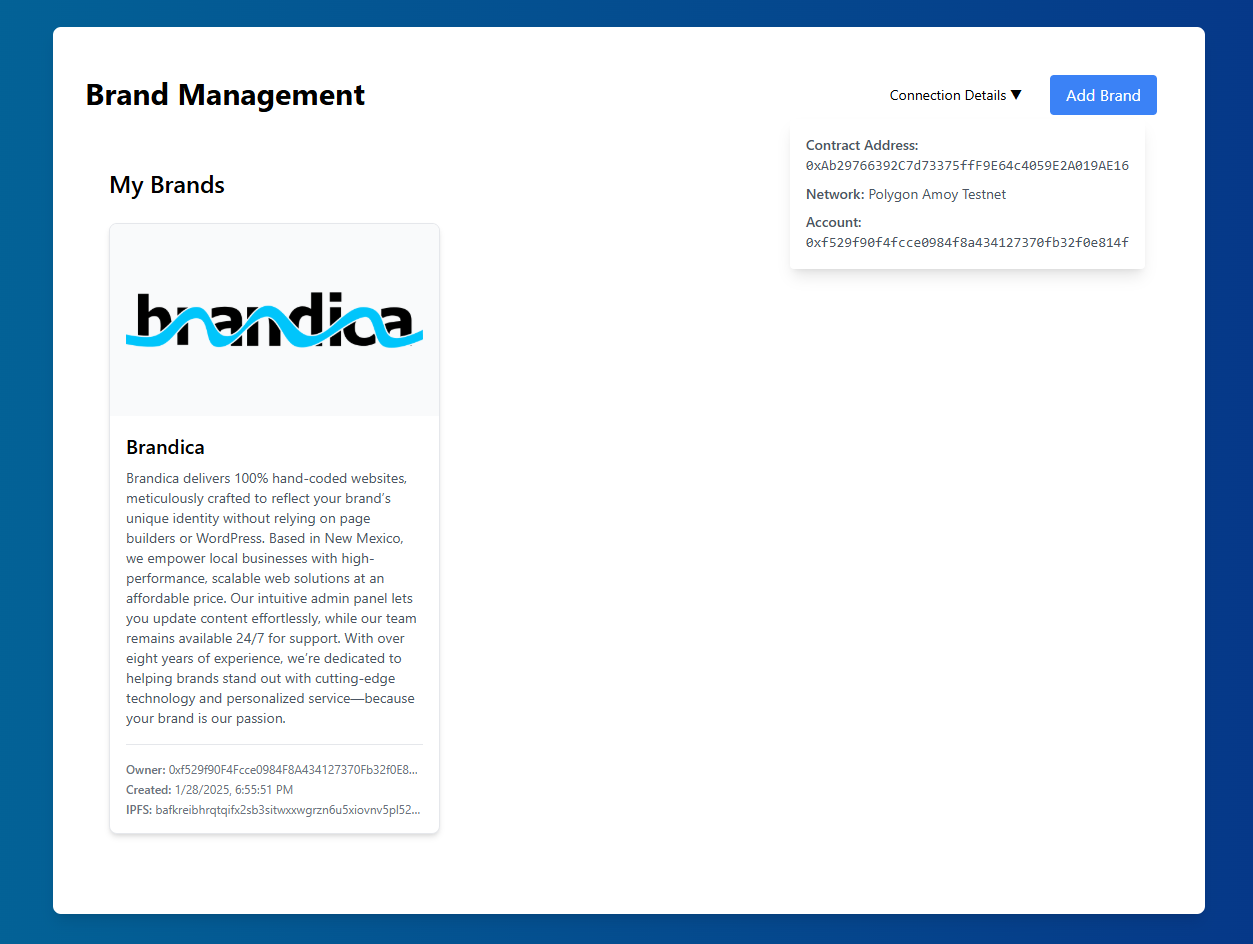 Brand Management
Connection Details ▼
Add Brand
Contract Address:
0xAb29766392C7d73375ffF9E64c4059E2A019AE16
Network: Polygon Amoy Testnet
Account:
0xf529f90f4fcce0984f8a434127370fb32f0e814f
My Brands
brandica
Brandica
Brandica delivers 100% hand-coded websites,
meticulously crafted to reflect your brand’s
unique identity without relying on page
builders or WordPress. Based in New Mexico,
we empower local businesses with high-
performance, scalable web solutions at an
affordable price. Our intuitive admin panel lets
you update content effortlessly, while our team
remains available 24/7 for support. With over
eight years of experience, we’re dedicated to
helping brands stand out with cutting-edge
technology and personalized service—because
your brand is our passion.
Owner: 0xf529f90F4Fcce0984F8A434127370Fb32f0E8...
Created: 1/28/2025, 6:55:51 PM
IPFS: bafkreibhrqtqifx2sb3sitwxxwgrzn6u5xiovnv5pl52...